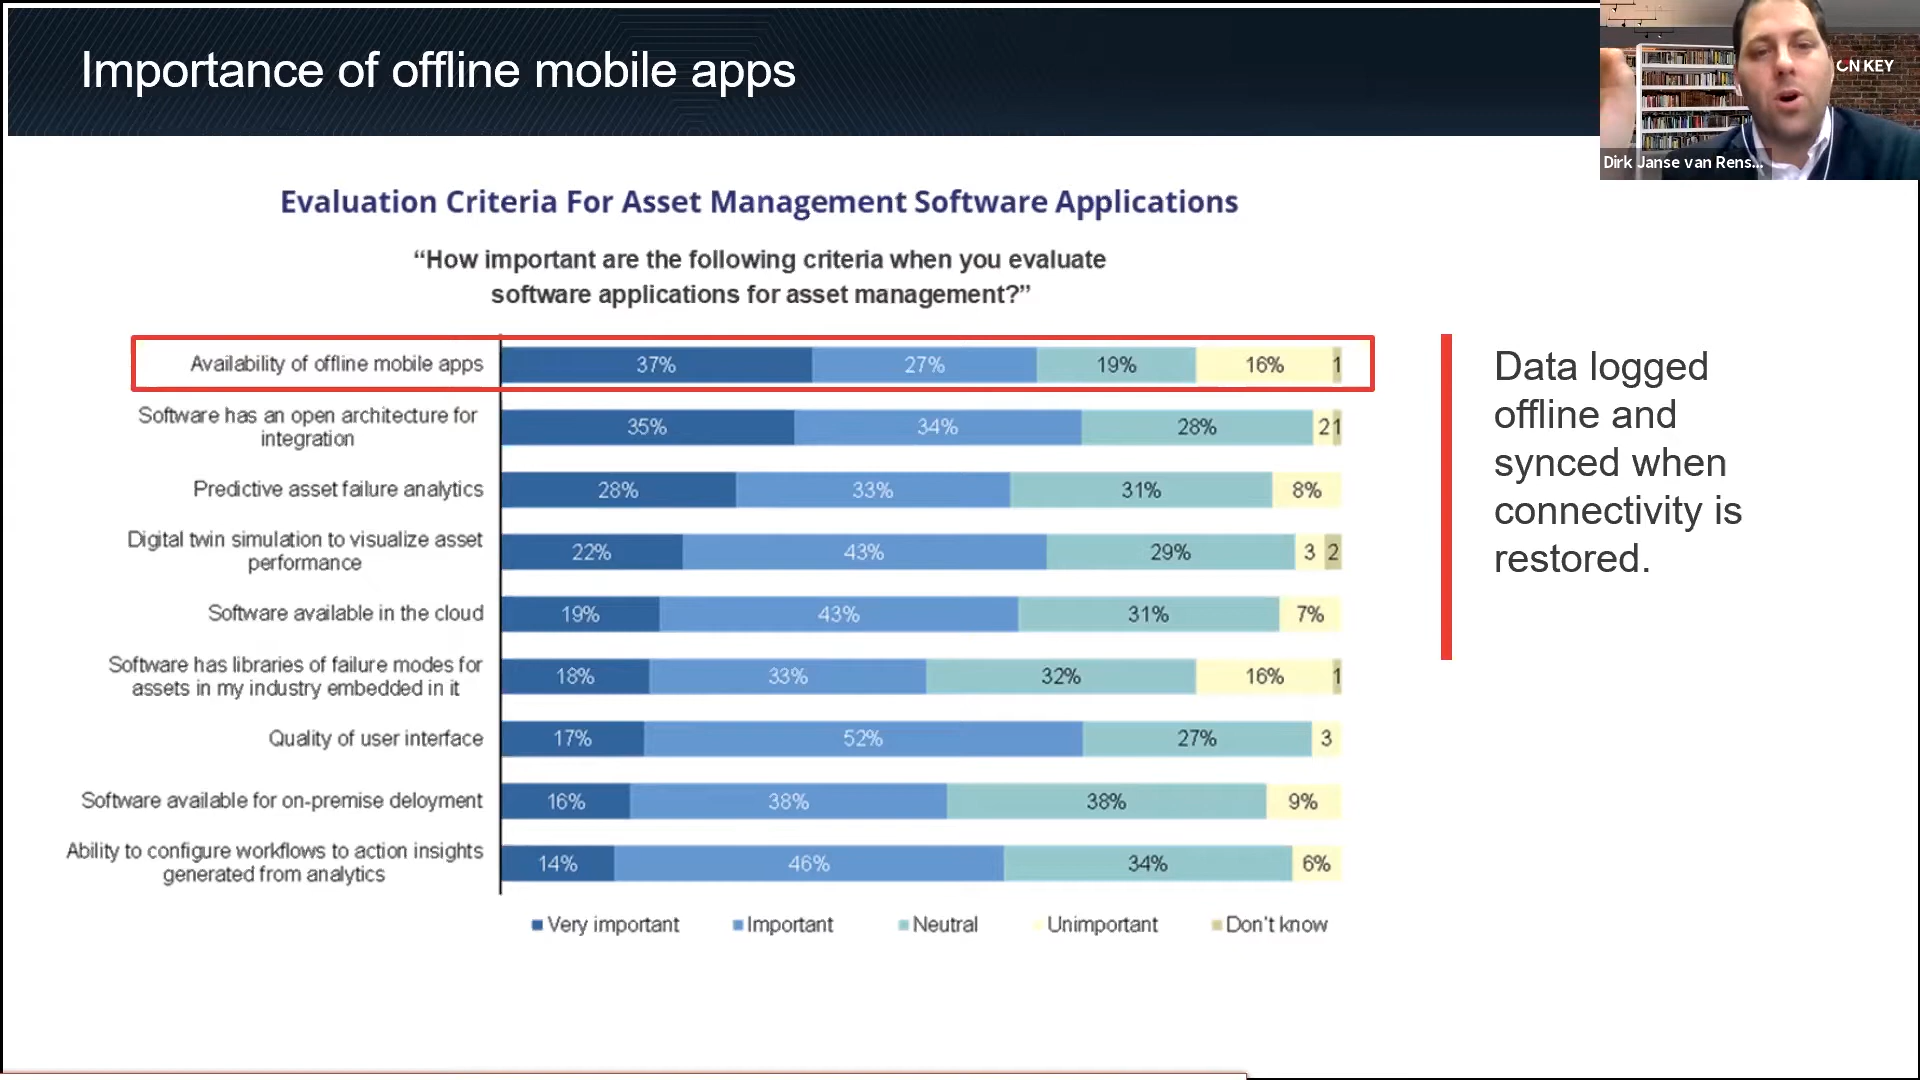 Importance of offline mobile apps
ON KEY
Dirk Janse van Rens...
Evaluation Criteria For Asset Management Software Applications
“How important are the following criteria when you evaluate
software applications for asset management?”
Availability of offline mobile apps 37% 27% 19% 16% 1
Software has an open architecture for
integration
35% 34% 28% 2 1
Predictive asset failure analytics 28% 33% 31% 8%
Digital twin simulation to visualize asset
performance
22% 43% 29% 3 2
Software available in the cloud 19% 43% 31% 7%
Software has libraries of failure modes for
assets in my industry embedded in it
18% 33% 32% 16% 1
Quality of user interface 17% 52% 27% 3
Software available for on-premise deloyment 16% 38% 38% 9%
Ability to configure workflows to action insights
generated from analytics
14% 46% 34% 6%
Very important Important Neutral Unimportant Don't know
Data logged
offline and
synced when
connectivity is
restored.